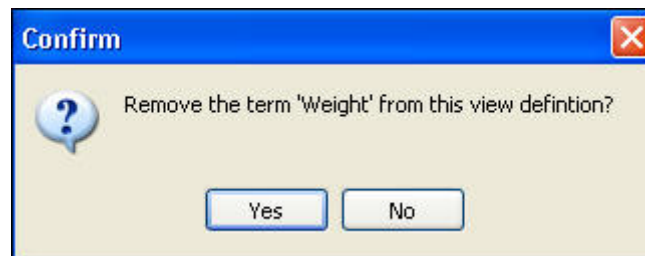 Confirm
Remove the term 'Weight' from this view defintion?
Yes No